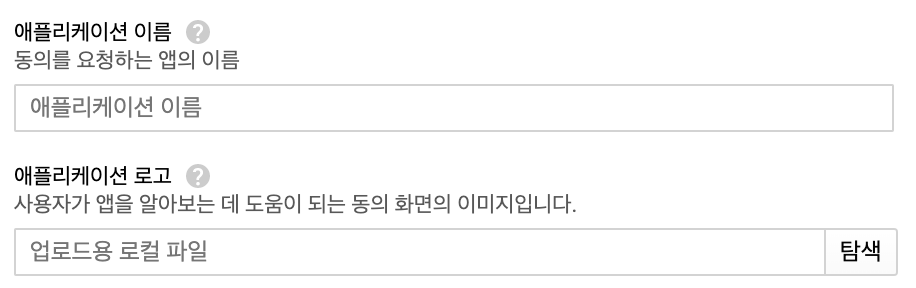 애플리케이션 이름 ?
동의를 요청하는 앱의 이름
애플리케이션 이름
애플리케이션 로고 ?
사용자가 앱을 알아보는 데 도움이 되는 동의 화면의 이미지입니다.
업로드용 로컬 파일 탐색